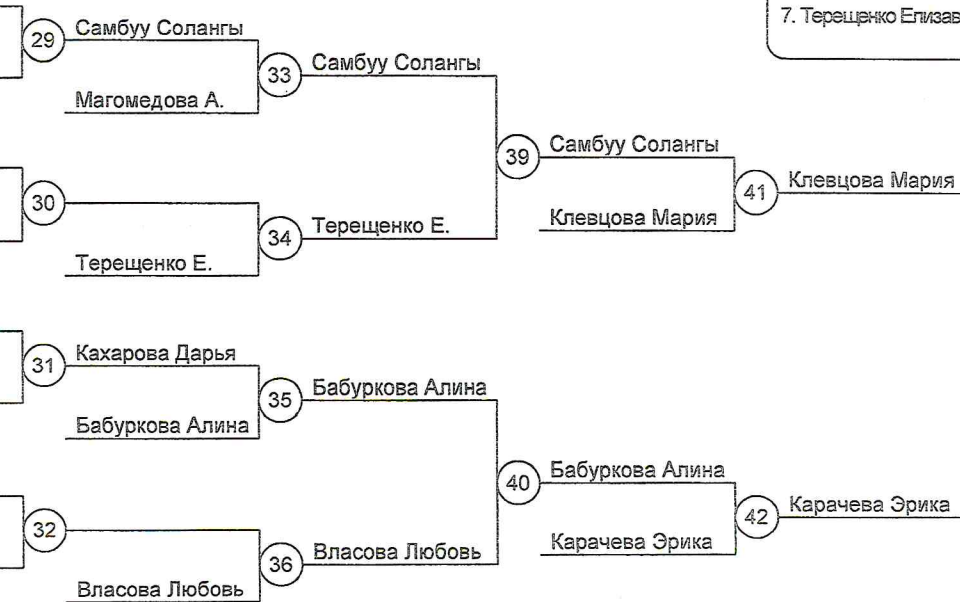 7. Терещенко Елизав
29 Самбуу Солангы
33 Самбуу Солангы
Магомедова А.
39 Самбуу Солангы
41 Клевцова Мария
Клевцова Мария
30
34 Терещенко Е.
Терещенко Е.
31 Кахарова Дарья
35 Бабуркова Алина
Бабуркова Алина
40 Бабуркова Алина
42 Карачева Эрика
Карачева Эрика
32
36 Власова Любовь
Власова Любовь